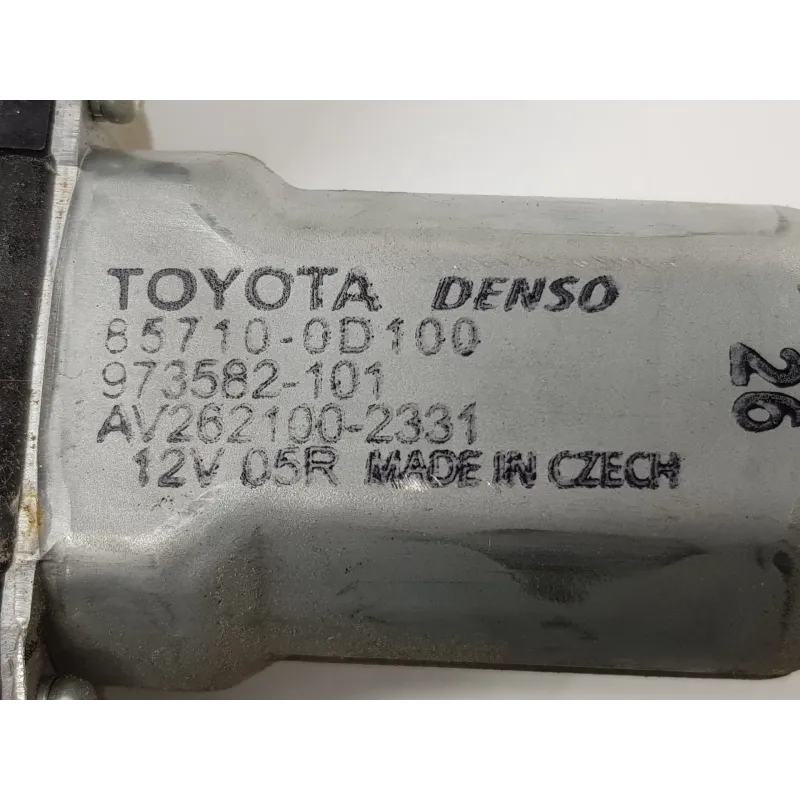 TOYOTA DENSO
85710-0D100
973582-101
AV262100-2331
12V 05R MADE IN CZECH
26